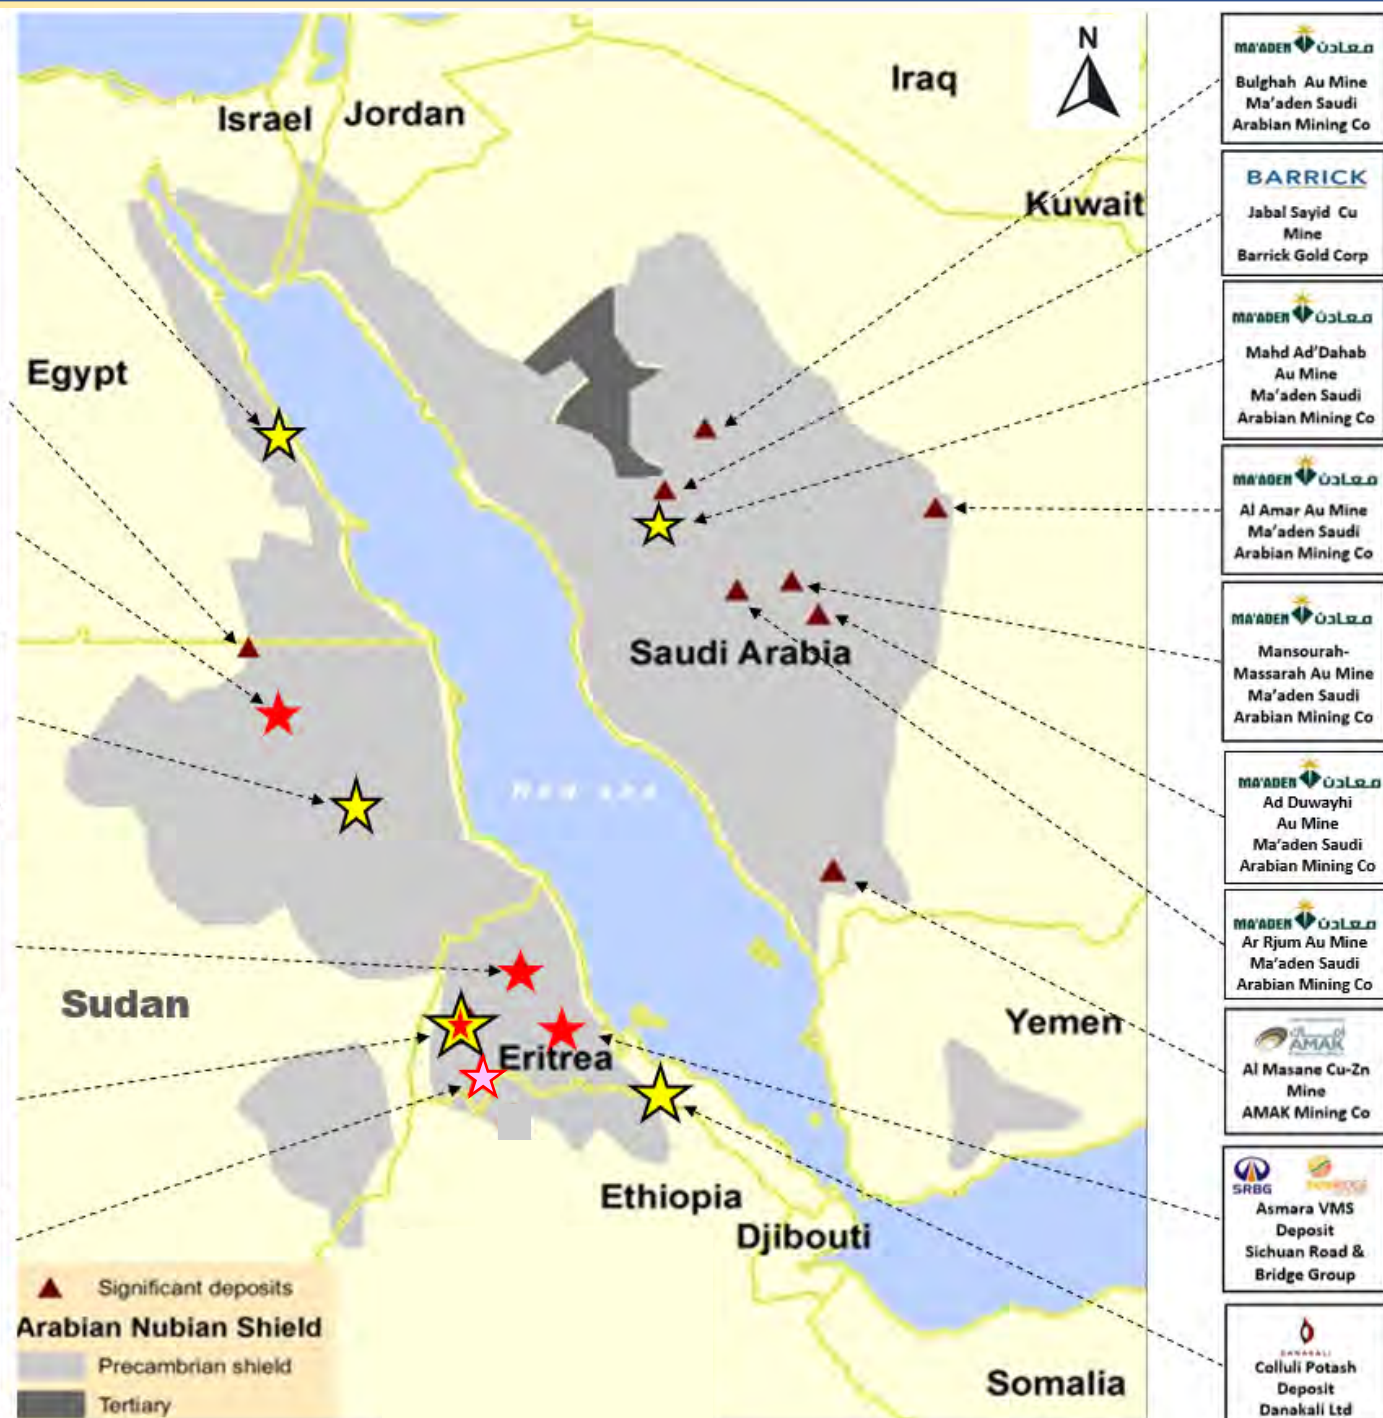 N
Iraq
Israel
Jordan
Kuwait
Egypt
Saudi Arabia
Red sea
Sudan
Eritrea
Yemen
Ethiopia
Djibouti
Somalia
Significant deposits
Arabian Nubian Shield
Precambrian shield
Tertiary
MA'ADEN معادن
Bulghah Au Mine
Ma'aden Saudi
Arabian Mining Co
BARRICK
Jabal Sayid Cu
Mine
Barrick Gold Corp
MA'ADEN معادن
Mahd Ad'Dahab
Au Mine
Ma'aden Saudi
Arabian Mining Co
MA'ADEN معادن
Al Amar Au Mine
Ma'aden Saudi
Arabian Mining Co
MA'ADEN معادن
Mansourah-
Massarah Au Mine
Ma'aden Saudi
Arabian Mining Co
MA'ADEN معادن
Ad Duwayhi
Au Mine
Ma'aden Saudi
Arabian Mining Co
MA'ADEN معادن
Ar Rjum Au Mine
Ma'aden Saudi
Arabian Mining Co
AMAK
Al Masane Cu-Zn
Mine
AMAK Mining Co
SRBG
Asmara VMS
Deposit
Sichuan Road &
Bridge Group
DANAKALI
Colluli Potash
Deposit
Danakali Ltd